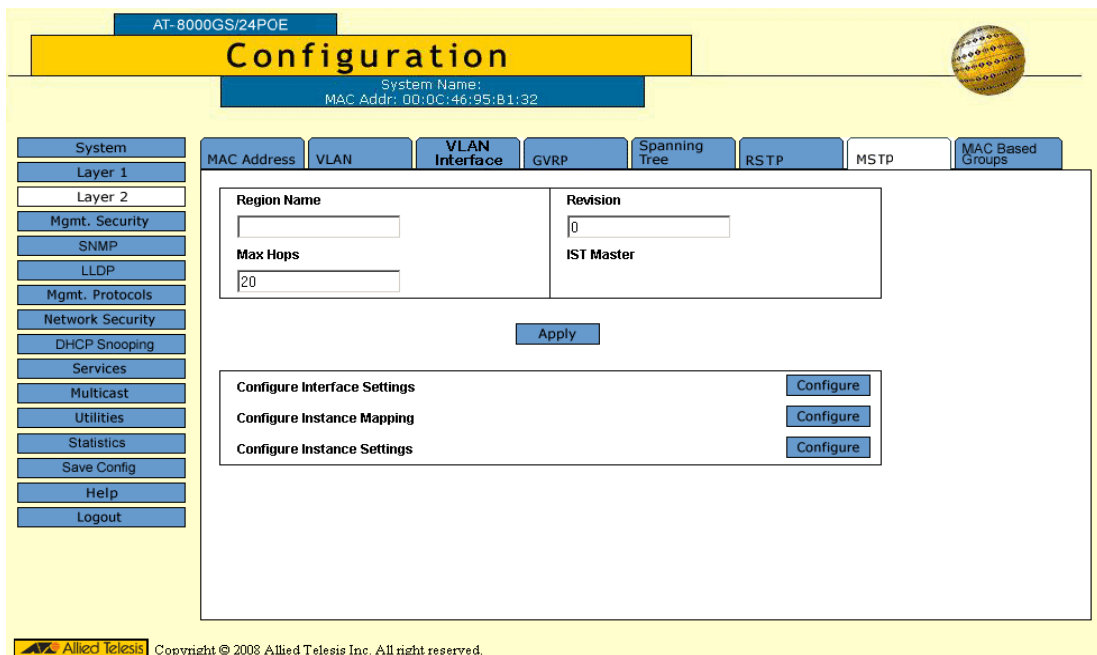 AT-8000GS/24POE
Configuration
System Name:
MAC Addr: 00:0C:46:95:B1:32
System
Layer 1
Layer 2
Mgmt. Security
SNMP
LLDP
Mgmt. Protocols
Network Security
DHCP Snooping
Services
Multicast
Utilities
Statistics
Save Config
Help
Logout
MAC Address
VLAN
VLAN Interface
GVRP
Spanning Tree
RSTP
MSTP
MAC Based Groups
Region Name
Revision
0
Max Hops
IST Master
20
Apply
Configure Interface Settings Configure
Configure Instance Mapping Configure
Configure Instance Settings Configure
Allied Telesis Copyright © 2008 Allied Telesis Inc. All right reserved.